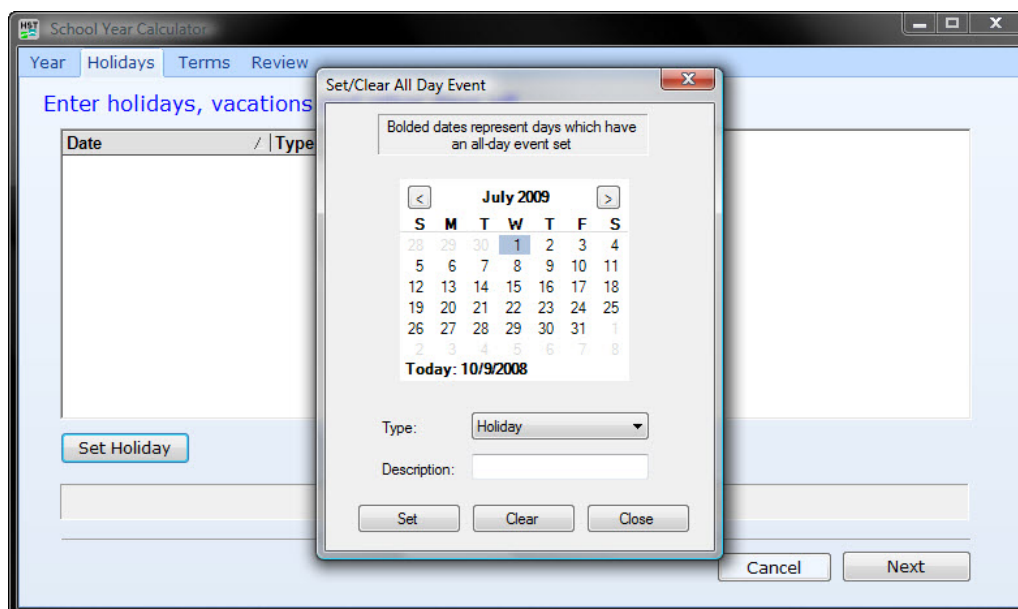 HST School Year Calculator
Year Holidays Terms Review
Enter holidays, vacations
Date / Type
Set Holiday
Cancel Next
Set/Clear All Day Event
Bolded dates represent days which have
an all-day event set
< July 2009 >
S M T W T F S
28 29 30 1 2 3 4
5 6 7 8 9 10 11
12 13 14 15 16 17 18
19 20 21 22 23 24 25
26 27 28 29 30 31 1
2 3 4 5 6 7 8
Today: 10/9/2008
Type: Holiday
Description:
Set Clear Close